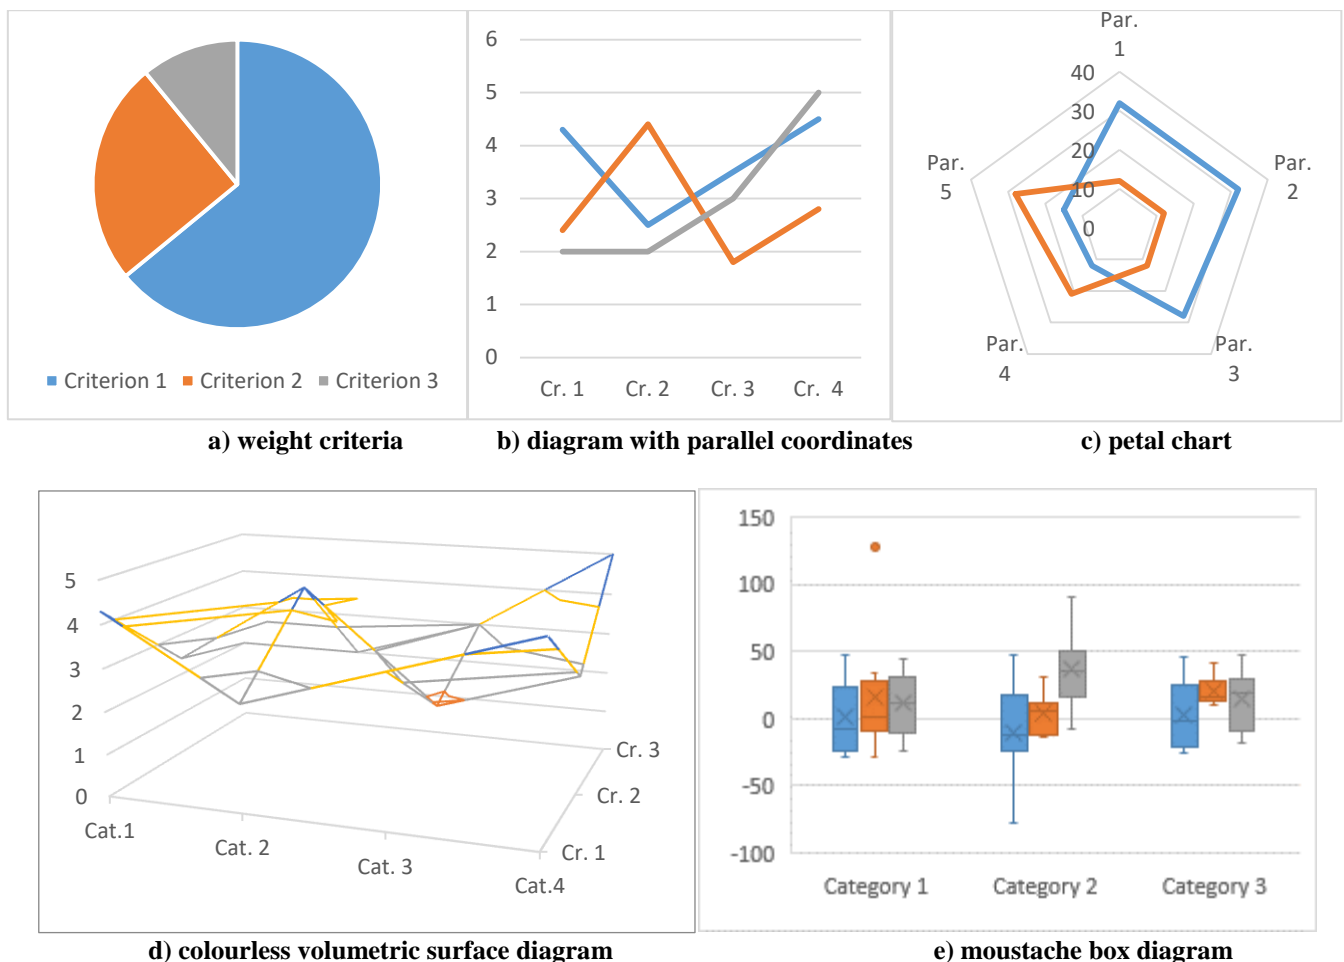 Criterion 1 Criterion 2 Criterion 3
a) weight criteria
6
5
4
3
2
1
0
Cr. 1 Cr. 2 Cr. 3 Cr. 4
b) diagram with parallel coordinates
Par.
1
40
30
20
10
0
Par.
2
Par.
3
Par.
4
Par.
5
c) petal chart
5
4
3
2
1
0
Cat.1
Cat. 2
Cat. 3
Cat.4
Cr. 3
Cr. 2
Cr. 1
d) colourless volumetric surface diagram
150
100
50
0
-50
-100
Category 1 Category 2 Category 3
e) moustache box diagram